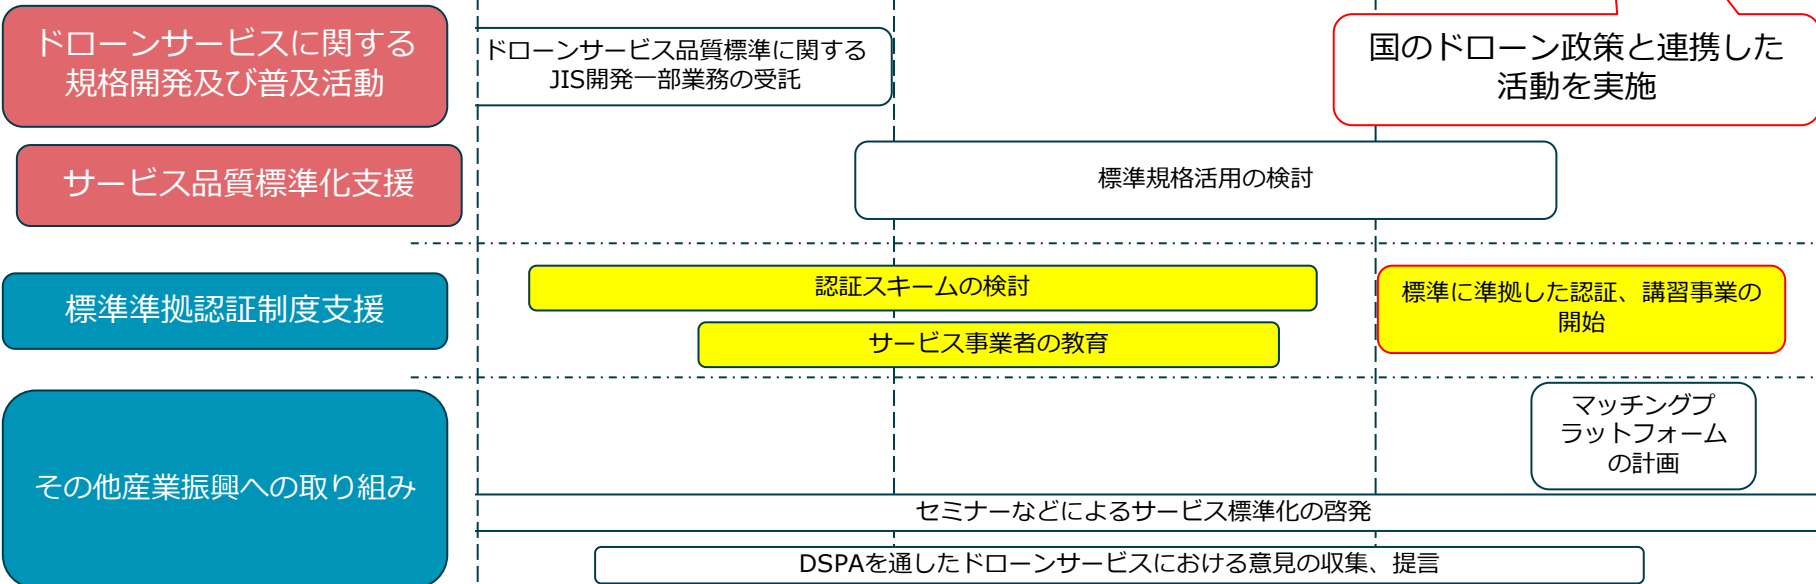 ドローンサービスに関する
規格開発及び普及活動
ドローンサービス品質標準に関する
JIS開発一部業務の受託
国のドローン政策と連携した
活動を実施
サービス品質標準化支援
標準規格活用の検討
標準準拠認証制度支援
認証スキームの検討
サービス事業者の教育
標準に準拠した認証、講習事業の
開始
その他産業振興への取り組み
マッチングプ
ラットフォーム
の計画
セミナーなどによるサービス標準化の啓発
DSPAを通したドローンサービスにおける意見の収集、提言